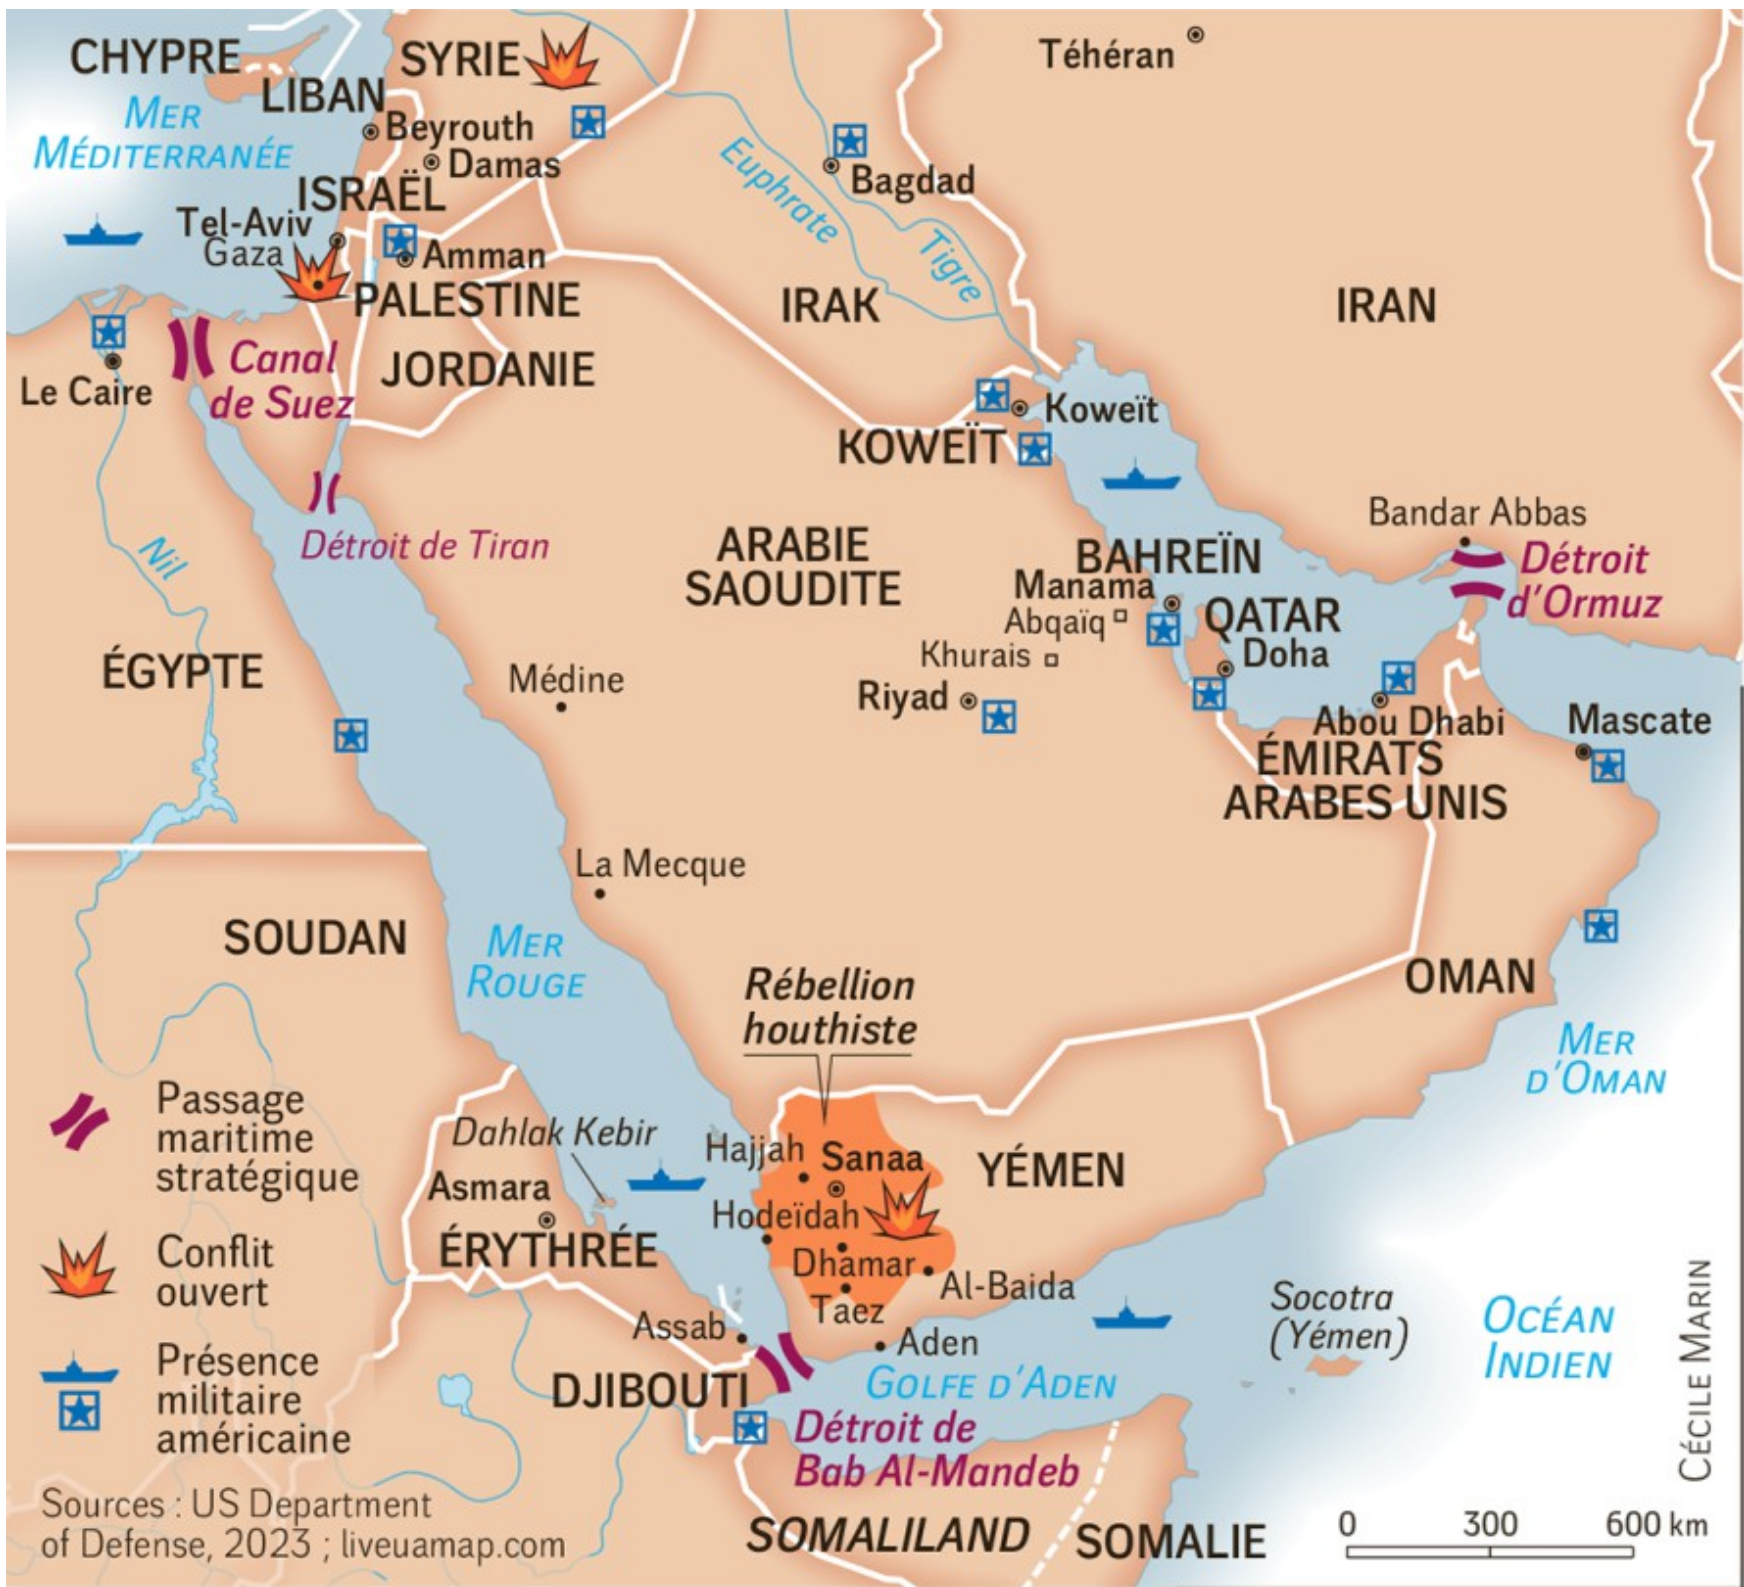 CHYPRE
SYRIE
Téhéran
LIBAN
MER
MÉDITERRANÉE
Beyrouth
Damas
Euphrate
Bagdad
ISRAËL
Tel-Aviv
Gaza
Amman
Tigre
PALESTINE
IRAK
IRAN
Canal
de Suez
JORDANIE
Le Caire
Koweït
KOWEÏT
Bandar Abbas
Détroit de Tiran
Nil
ARABIE
SAOUDITE
BAHREÏN
Détroit
d'Ormuz
Manama
Abqaïq
QATAR
Khurais
Doha
ÉGYPTE
Médine
Riyad
Abou Dhabi
Mascate
ÉMIRATS
ARABES UNIS
La Mecque
SOUDAN
MER
ROUGE
OMAN
Rébellion
houthiste
MER
D'OMAN
Dahlak Kebir
Hajjah
Sanaa
YÉMEN
Asmara
Hodeïdah
ÉRYTHRÉE
Dhamar
Al-Baida
Taez
Assab
Aden
Socotra
(Yémen)
OCÉAN
INDIEN
DJIBOUTI
GOLFE D'ADEN
Détroit de
Bab Al-Mandeb
SOMALILAND
SOMALIE
Passage
maritime
stratégique
Conflit
ouvert
Présence
militaire
américaine
Sources : US Department
of Defense, 2023 ; liveuamap.com
0 300 600 km
CÉCILE MARIN